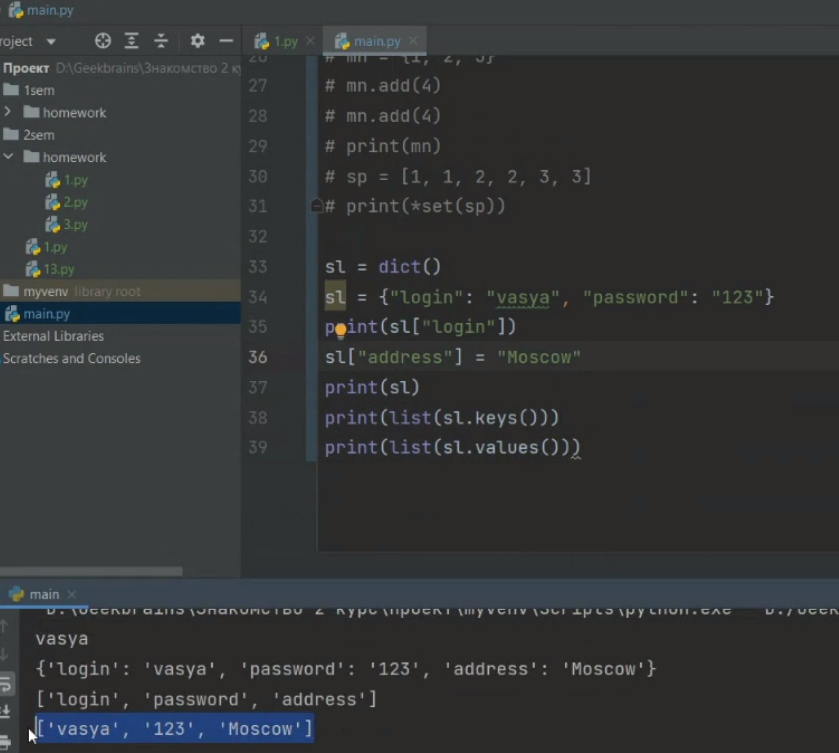 main.py
roject
1.py
main.py
Проект D:\Geekbrains\Знакомство 2 ку
1sem
homework
2sem
homework
1.py
2.py
3.py
1.py
13.py
myvenv library root
main.py
External Libraries
Scratches and Consoles
26 # mn = {1, 2, 3}
27 # mn.add(4)
28 # mn.add(4)
29 # print(mn)
30 # sp = [1, 1, 2, 2, 3, 3]
31 # print(*set(sp))
32
33 sl = dict()
34 sl = {"login": "vasya", "password": "123"}
35 print(sl["login"])
36 sl["address"] = "Moscow"
37 print(sl)
38 print(list(sl.keys()))
39 print(list(sl.values()))
main
D:\Geekbrains\Знакомство 2 курс\проект\myvenv\Scripts\python.exe" "D:/Geek
vasya
{'login': 'vasya', 'password': '123', 'address': 'Moscow'}
['login', 'password', 'address']
['vasya', '123', 'Moscow']